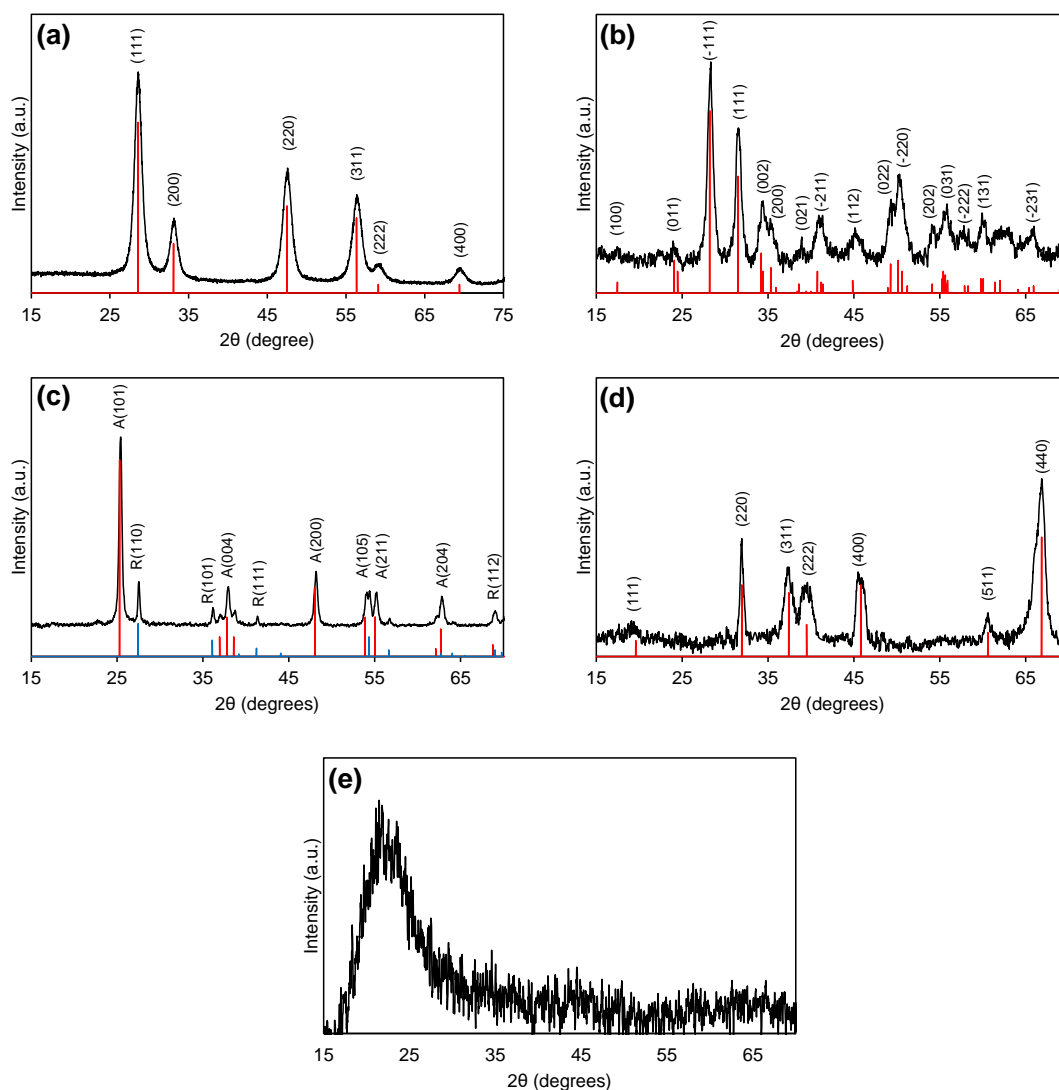 (a)
(111)
(200)
(220)
(311)
(222)
(400)
Intensity (a.u.)
15 25 35 45 55 65 75
2θ (degree)
(b)
(100)
(011)
(-111)
(111)
(002)
(200)
(021)
(-211)
(112)
(022)
(-220)
(202)
(031)
(-222)
(131)
(-231)
Intensity (a.u.)
15 25 35 45 55 65
2θ (degrees)
(c)
A(101)
R(110)
R(101)
A(004)
R(111)
A(200)
A(105)
A(211)
A(204)
R(112)
Intensity (a.u.)
15 25 35 45 55 65
2θ (degrees)
(d)
(111)
(220)
(311)
(222)
(400)
(511)
(440)
Intensity (a.u.)
15 25 35 45 55 65
2θ (degrees)
(e)
Intensity (a.u.)
15 25 35 45 55 65
2θ (degrees)